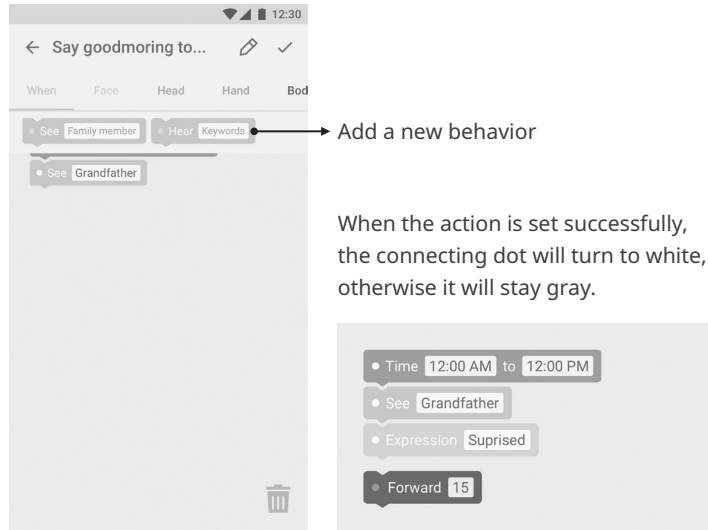 12:30
Say goodmoring to...
When Face Head Hand Bod
See Family member Hear Keywords
Add a new behavior
See Grandfather
When the action is set successfully,
the connecting dot will turn to white,
otherwise it will stay gray.
Time 12:00 AM to 12:00 PM
See Grandfather
Expression Suprised
Forward 15